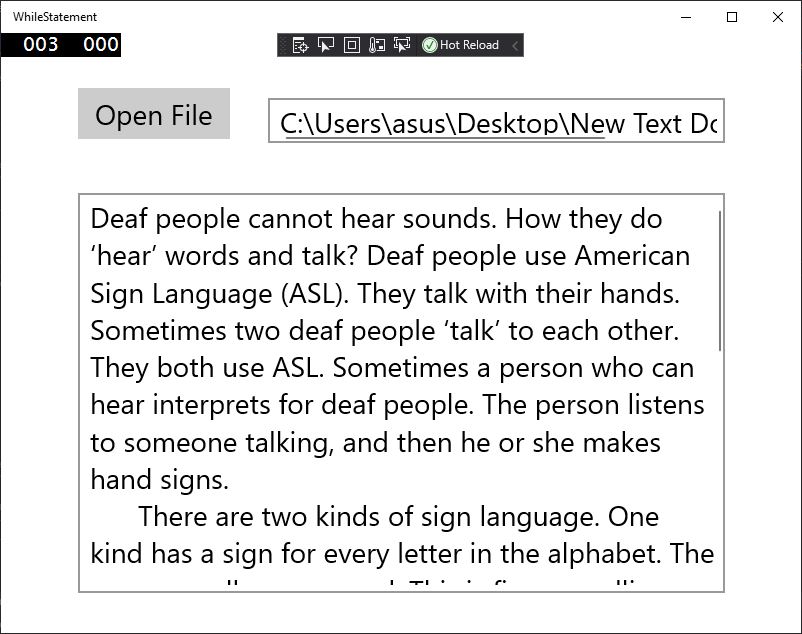 WhileStatement
003 000
Hot Reload
Open File
C:\Users\asus\Desktop\New Text Do
Deaf people cannot hear sounds. How they do
‘hear’ words and talk? Deaf people use American
Sign Language (ASL). They talk with their hands.
Sometimes two deaf people ‘talk’ to each other.
They both use ASL. Sometimes a person who can
hear interprets for deaf people. The person listens
to someone talking, and then he or she makes
hand signs.
There are two kinds of sign language. One
kind has a sign for every letter in the alphabet. The